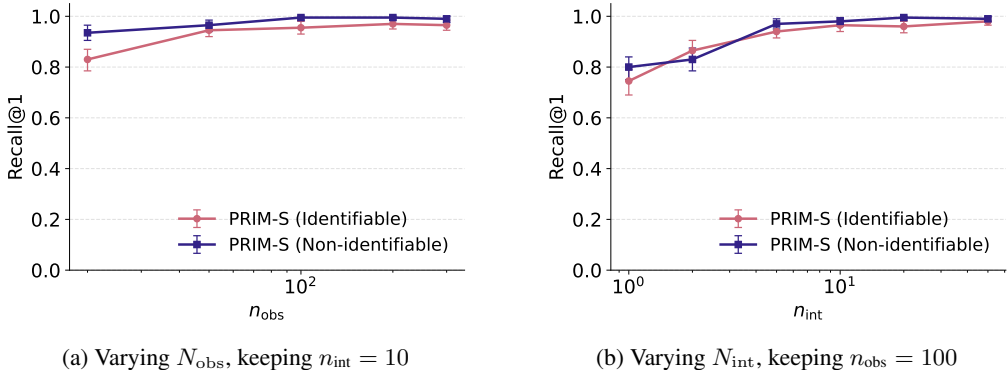 Recall@1
1.0
0.8
0.6
0.4
0.2
0.0
PRIM-S (Identifiable)
PRIM-S (Non-identifiable)
10²
n_obs
(a) Varying N_obs, keeping n_int = 10
Recall@1
1.0
0.8
0.6
0.4
0.2
0.0
PRIM-S (Identifiable)
PRIM-S (Non-identifiable)
10⁰ 10¹
n_int
(b) Varying N_int, keeping n_obs = 100